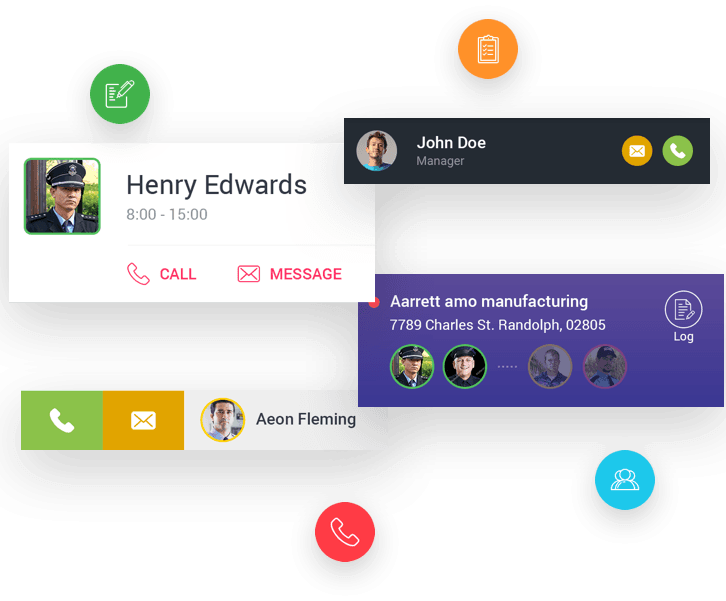 John Doe
Manager
Henry Edwards
8:00 - 15:00
CALL
MESSAGE
Aarrett amo manufacturing
7789 Charles St. Randolph, 02805
Log
Aeon Fleming